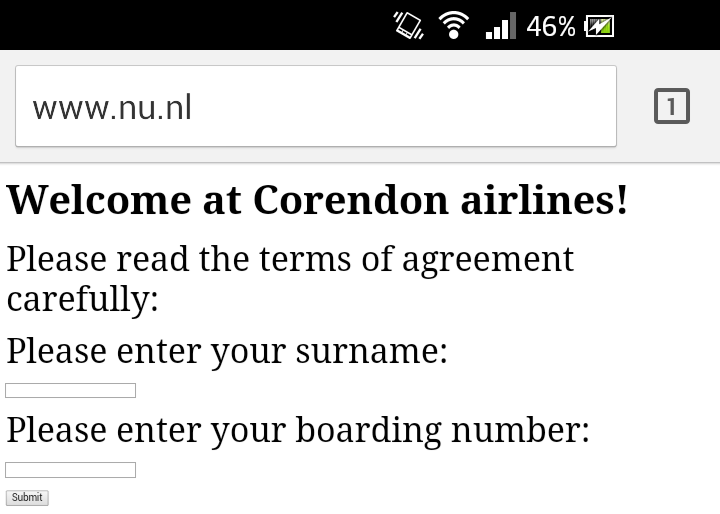 46%
www.nu.nl
1
Welcome at Corendon airlines!
Please read the terms of agreement
carefully:
Please enter your surname:
Please enter your boarding number:
Submit